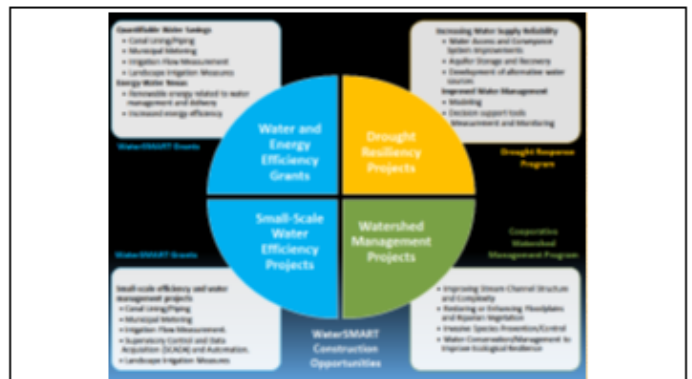 Quantifiable Water Savings
• Canal Lining/Piping
• Municipal Metering
• Irrigation Flow Measurement
• Landscape Irrigation Measures
Energy-Water Nexus
• Renewable energy related to water
management and delivery
• Increased energy efficiency
WaterSMART Grants
Increasing Water Supply Reliability
• Water Access and Conveyance
System Improvements
• Aquifer Storage and Recovery
• Development of alternative water
sources
Improved Water Management
• Modeling
• Decision support tools
Measurement and Monitoring
Drought Response
Program
Water and
Energy
Efficiency
Grants
Drought
Resiliency
Projects
Small-Scale
Water
Efficiency
Projects
Watershed
Management
Projects
WaterSMART Grants
Cooperative
Watershed
Management Program
Small-scale efficiency and water
management projects
• Canal Lining/Piping
• Municipal Metering
• Irrigation Flow Measurement.
• Supervisory Control and Data
Acquisition (SCADA) and Automation.
• Landscape Irrigation Measures
WaterSMART
Construction
Opportunities
• Improving Stream Channel Structure
and Complexity
• Restoring or Enhancing Floodplains
and Riparian Vegetation
• Invasive Species Prevention/Control
• Water Conservation/Management to
Improve Ecological Resilience